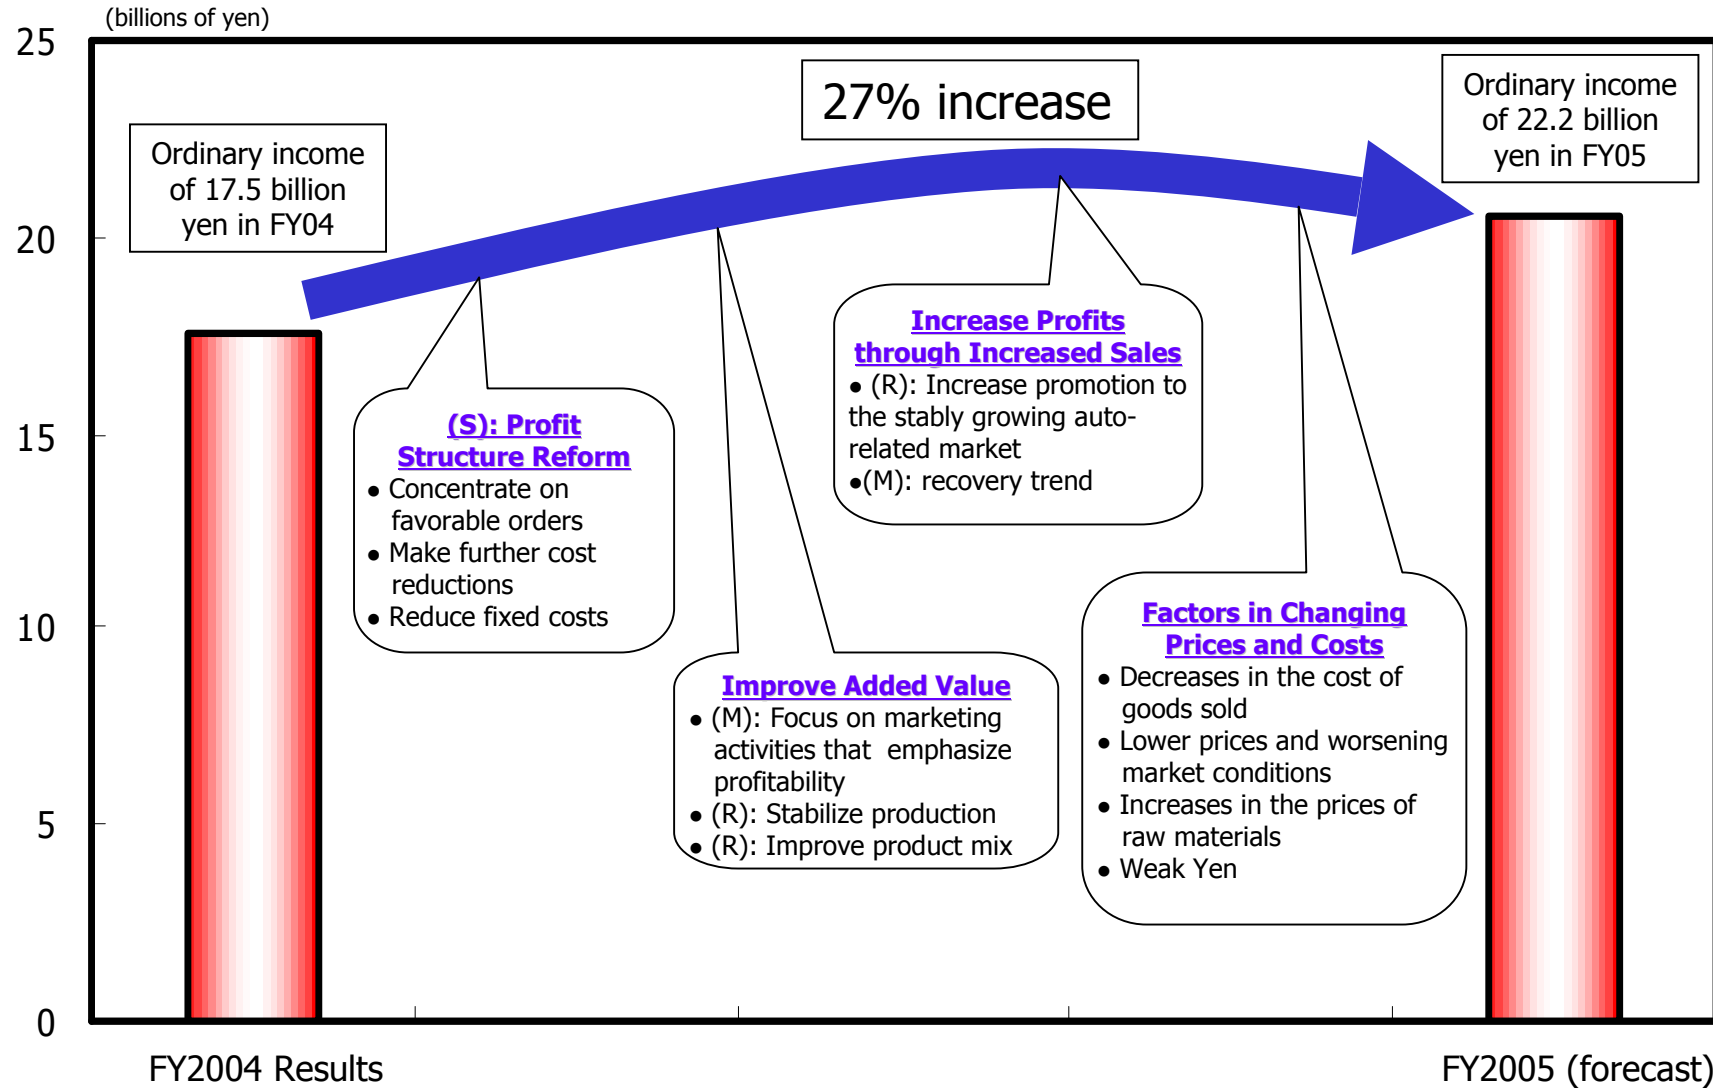 (billions of yen)
25
20
15
10
5
0
Ordinary income
of 17.5 billion
yen in FY04
27% increase
Ordinary income
of 22.2 billion
yen in FY05
(S): Profit
Structure Reform
● Concentrate on
favorable orders
● Make further cost
reductions
● Reduce fixed costs
Improve Added Value
● (M): Focus on marketing
activities that emphasize
profitability
● (R): Stabilize production
● (R): Improve product mix
Increase Profits
through Increased Sales
● (R): Increase promotion to
the stably growing auto-
related market
●(M): recovery trend
Factors in Changing
Prices and Costs
● Decreases in the cost of
goods sold
● Lower prices and worsening
market conditions
● Increases in the prices of
raw materials
● Weak Yen
FY2004 Results
FY2005 (forecast)